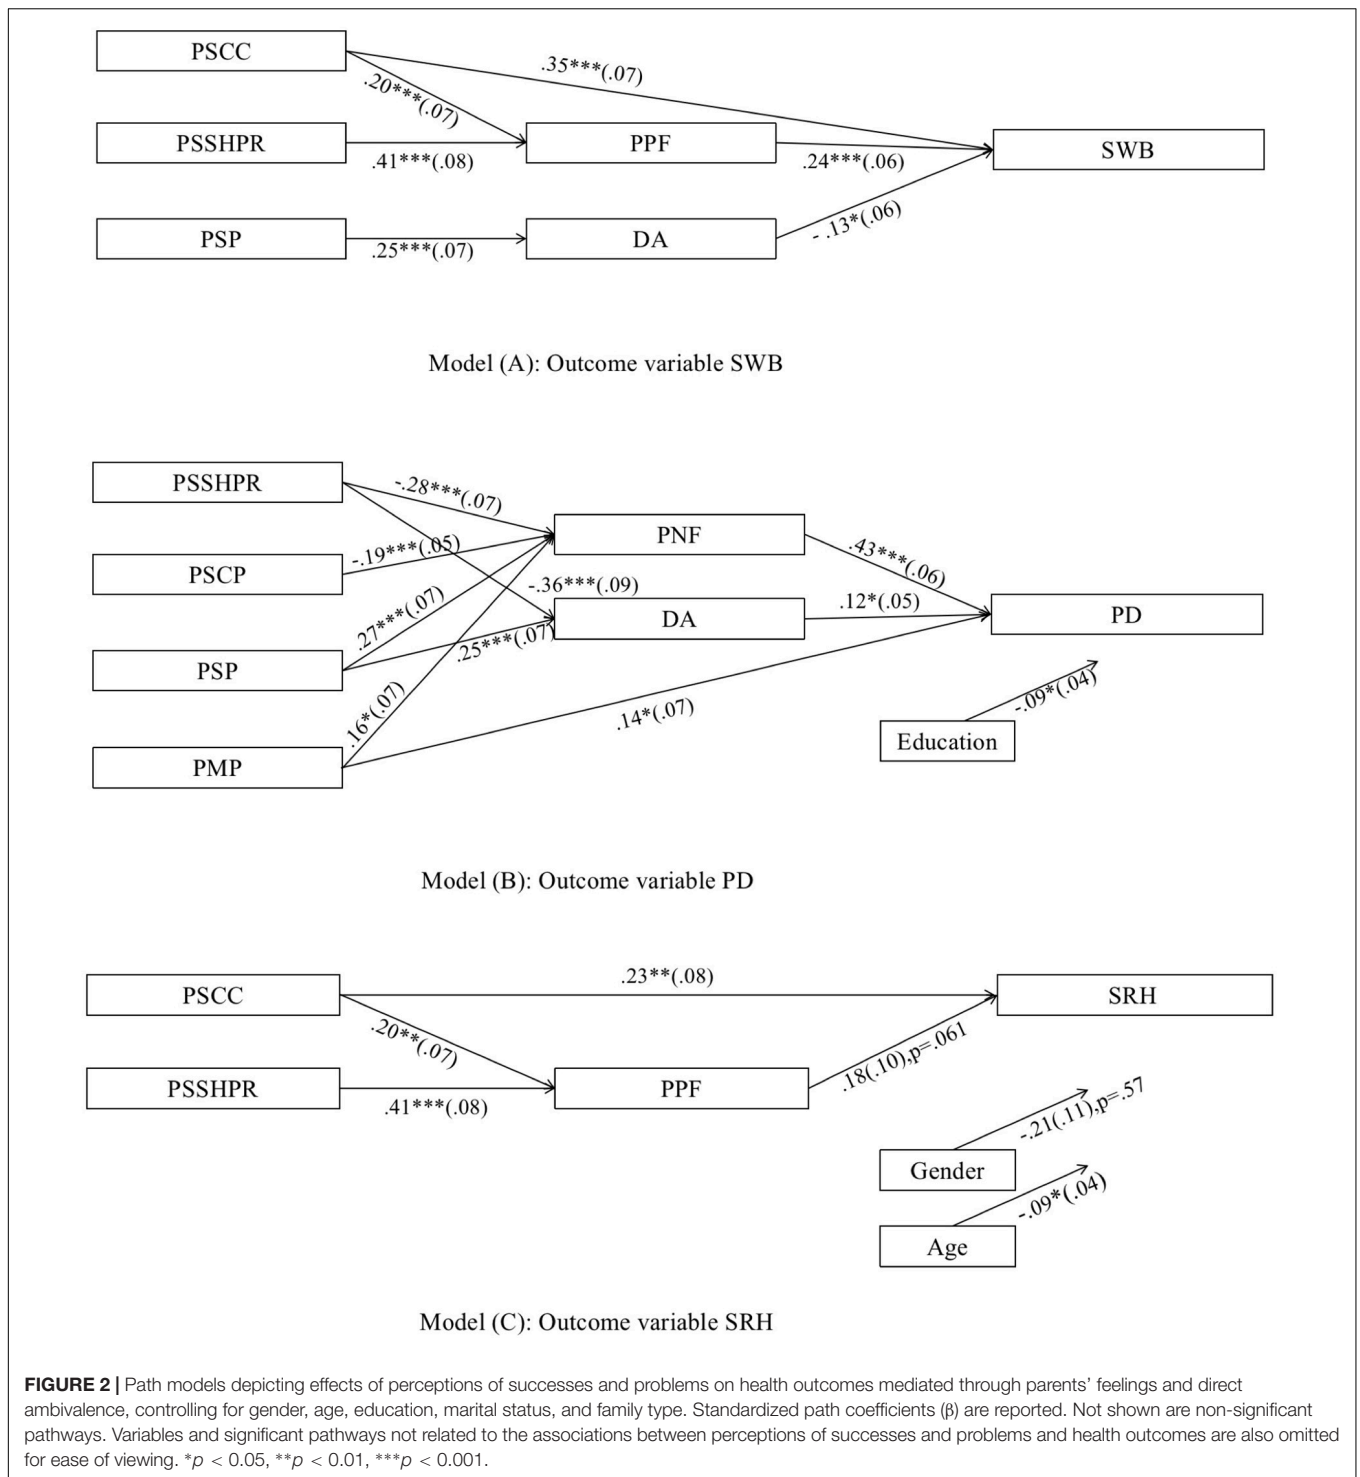 PSCC
.35***(.07)
.20***(.07)
PSSHPR
.41***(.08)
PPF
.24***(.06)
SWB
PSP
.25***(.07)
DA
- .13*(.06)
Model (A): Outcome variable SWB
PSSHPR
-.28***(.07)
PNF
.43***(.06)
PSCP
-.19***(.05)
-.36***(.09)
DA
.12*(.05)
PD
.27***(.07)
.25***(.07)
PSP
-.09*(.04)
.16*(.07)
.14*(.07)
Education
PMP
Model (B): Outcome variable PD
PSCC
.23**(.08)
SRH
.20**(.07)
.18(.10),p=.061
PSSHPR
.41***(.08)
PPF
-.21(.11),p=.57
Gender
-.09*(.04)
Age
Model (C): Outcome variable SRH
FIGURE 2 | Path models depicting effects of perceptions of successes and problems on health outcomes mediated through parents’ feelings and direct
ambivalence, controlling for gender, age, education, marital status, and family type. Standardized path coefficients (β) are reported. Not shown are non-significant
pathways. Variables and significant pathways not related to the associations between perceptions of successes and problems and health outcomes are also omitted
for ease of viewing. *p < 0.05, **p < 0.01, ***p < 0.001.